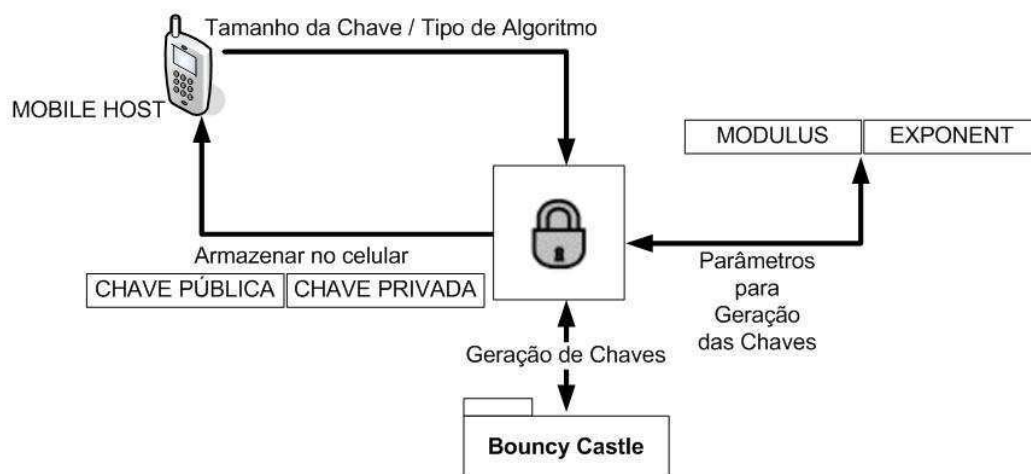 Tamanho da Chave / Tipo de Algoritmo
MOBILE HOST
MODULUS
EXPONENT
Armazenar no celular
CHAVE PÚBLICA
CHAVE PRIVADA
Parâmetros
para
Geração
das Chaves
Geração de Chaves
Bouncy Castle